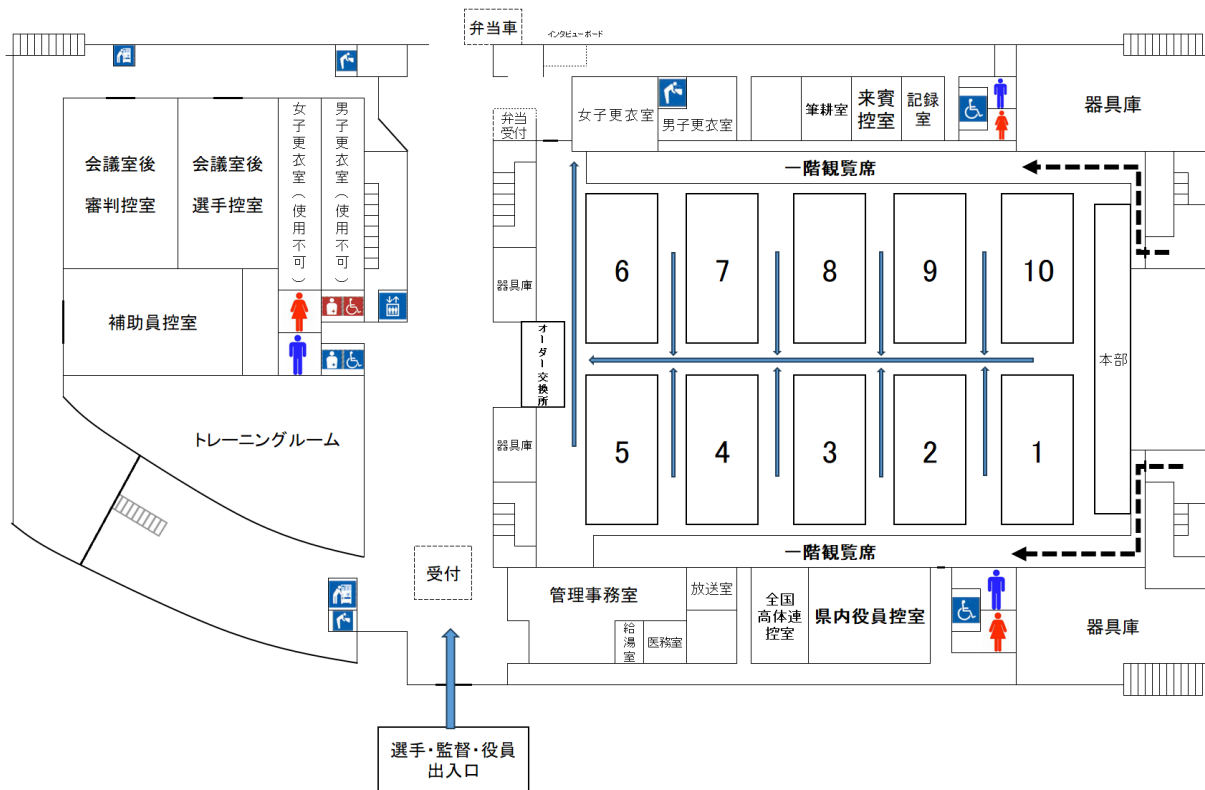 弁当車
インタビューボード
弁当
受付
女子更衣室
男子更衣室
筆耕室
来賓
控室
記録
室
器具庫
会議室後
審判控室
会議室後
選手控室
女子更衣室（使用不可）
男子更衣室（使用不可）
一階観覧席
6
7
8
9
10
器具庫
補助員控室
オーダー交換所
本部
トレーニングルーム
器具庫
5
4
3
2
1
一階観覧席
受付
管理事務室
放送室
給湯室
医務室
全国
高体連
控室
県内役員控室
器具庫
選手・監督・役員
出入口